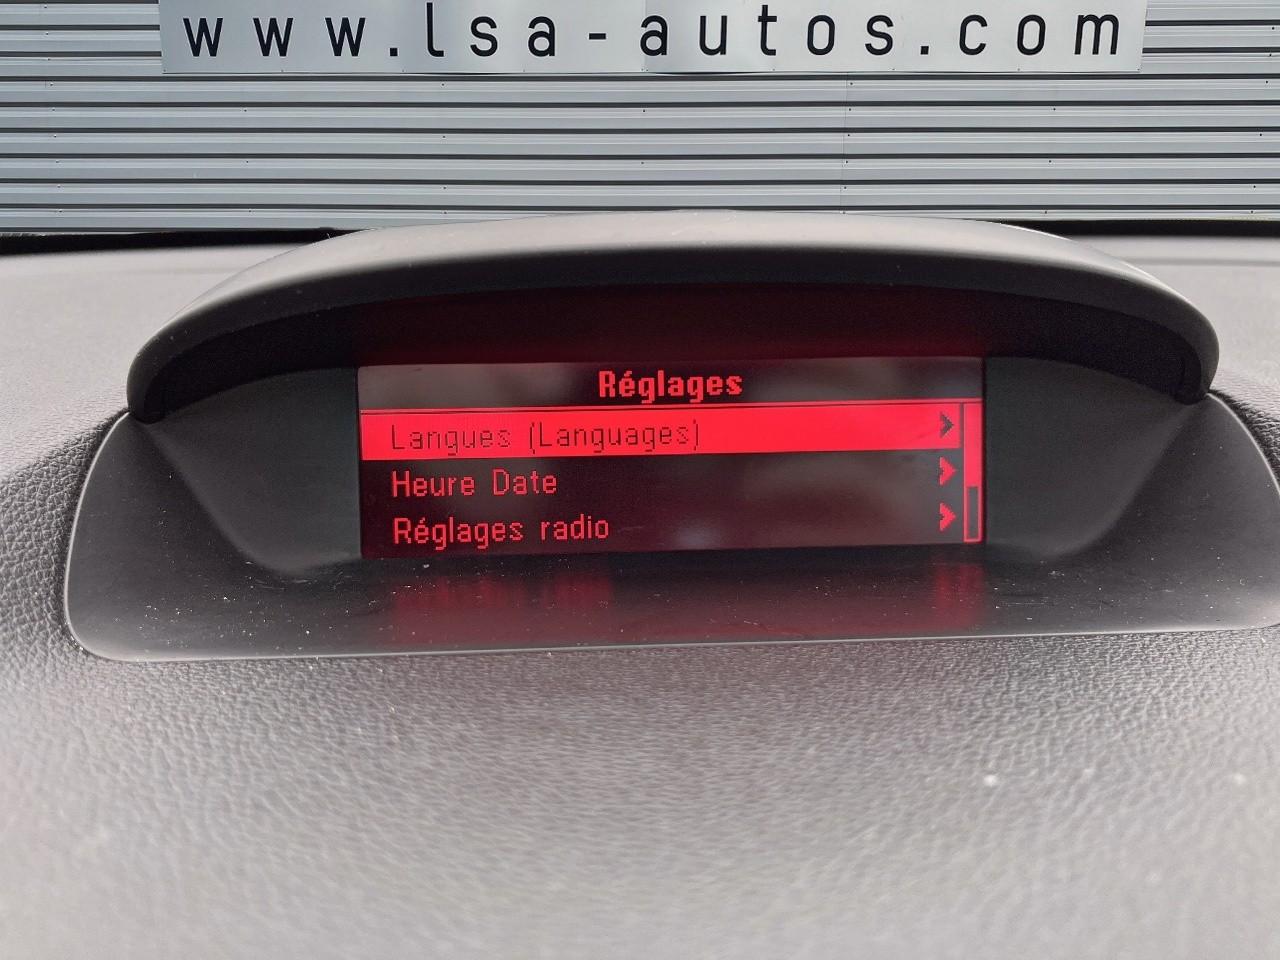 www.lsa-autos.com
Réglages
Langues (Languages)
Heure Date
Réglages radio